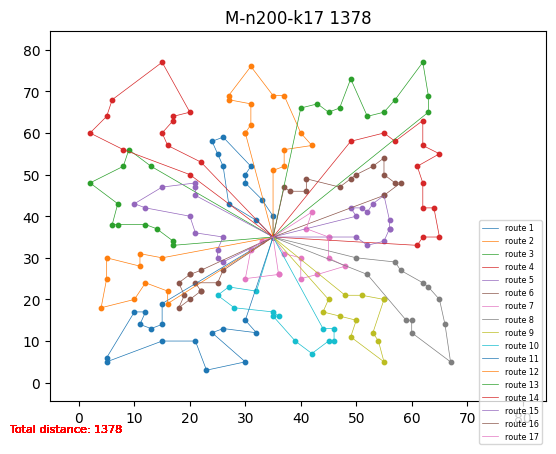 M-n200-k17 1378
80
70
60
50
40
30
20
10
0
0
10
20
30
40
50
60
70
80
route 1
route 2
route 3
route 4
route 5
route 6
route 7
route 8
route 9
route 10
route 11
route 12
route 13
route 14
route 15
route 16
route 17
Total distance: 1378